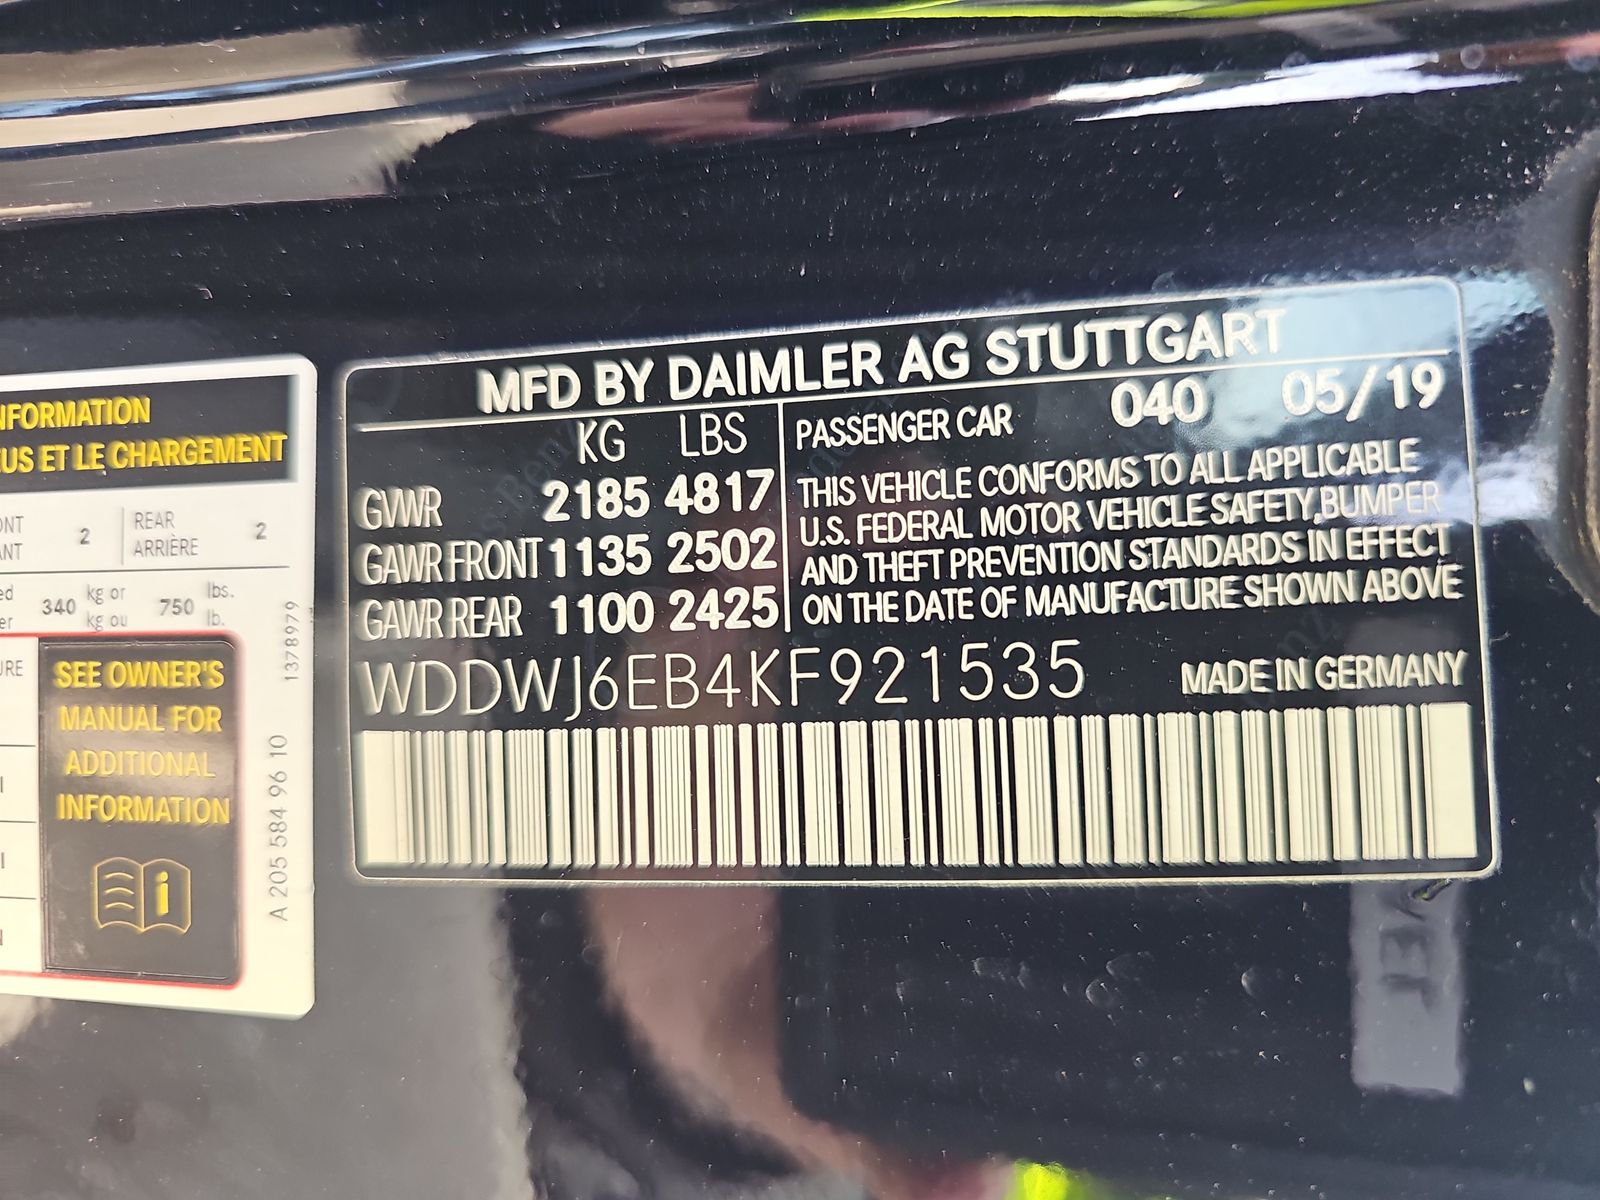 MFD BY DAIMLER AG STUTTGART
KG LBS
GVWR 2185 4817
GAWR FRONT 1135 2502
GAWR REAR 1100 2425
PASSENGER CAR 040 05/19
THIS VEHICLE CONFORMS TO ALL APPLICABLE
U.S. FEDERAL MOTOR VEHICLE SAFETY,BUMPER
AND THEFT PREVENTION STANDARDS IN EFFECT
ON THE DATE OF MANUFACTURE SHOWN ABOVE
WDDWJ6EB4KF921535 MADE IN GERMANY
NFORMATION
US ET LE CHARGEMENT
2 REAR 2
ARRIÈRE
340 kg or 750 lbs.
kg ou lb.
SEE OWNER'S
MANUAL FOR
ADDITIONAL
INFORMATION
i
1378979
A 205 584 96 10